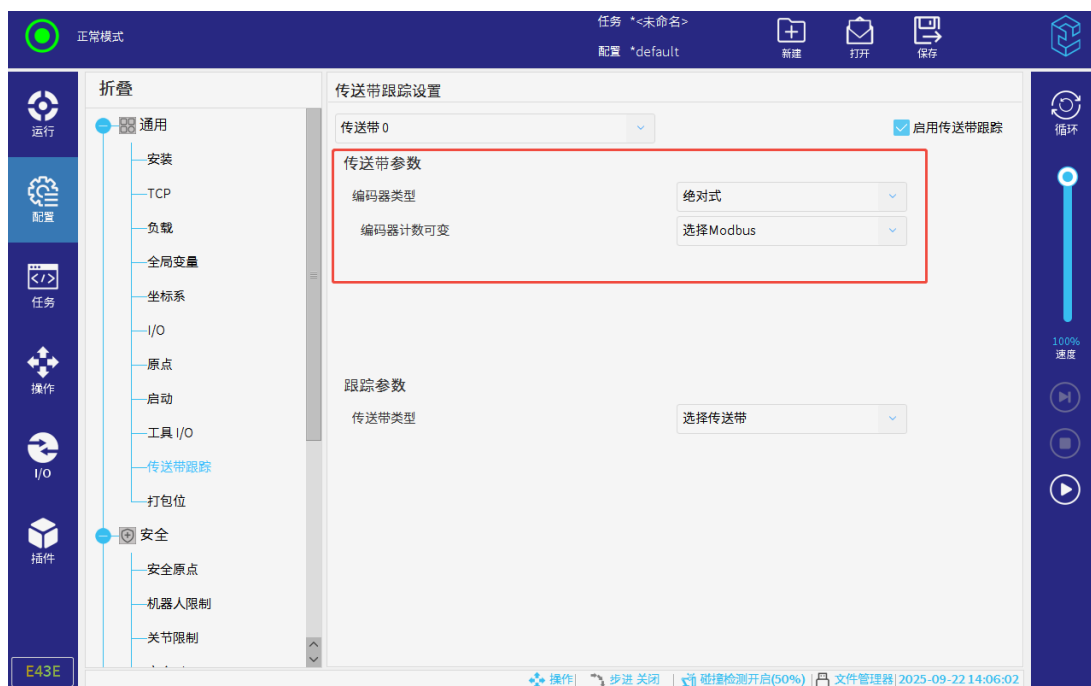 正常模式
任务 *<未命名>
配置 *default
新建
打开
保存
运行
配置
任务
操作
I/O
插件
E43E
折叠
通用
安装
TCP
负载
全局变量
坐标系
I/O
原点
启动
工具 I/O
传送带跟踪
打包位
安全
安全原点
机器人限制
关节限制
传送带跟踪设置
传送带 0
启用传送带跟踪
传送带参数
编码器类型 绝对式
编码器计数可变 选择Modbus
跟踪参数
传送带类型 选择传送带
循环
100%
速度
操作| 步进 关闭 | 碰撞检测开启(50%) | 文件管理器| 2025-09-22 14:06:02